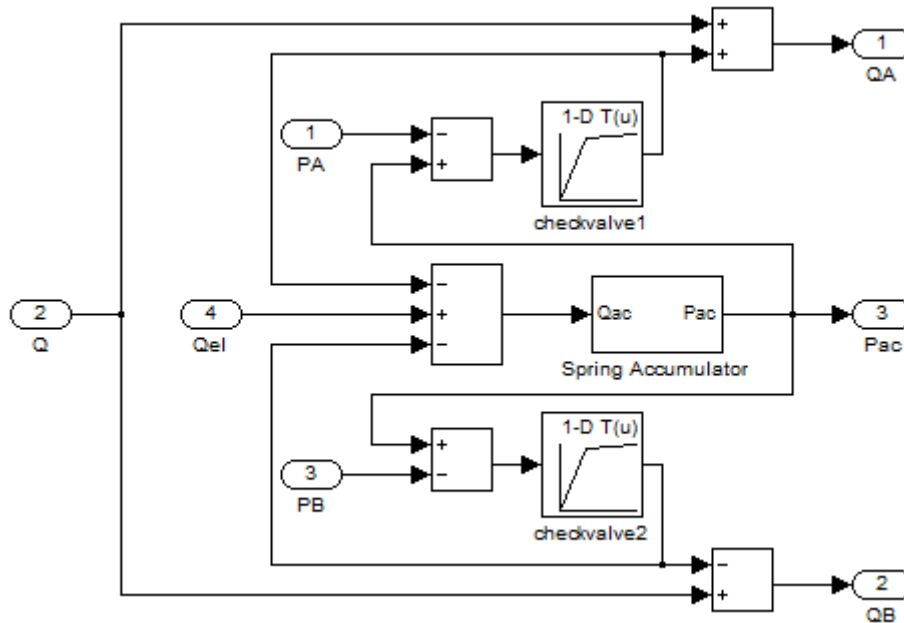 +
+
1
QA
1-D T(u)
1
PA
−
+
checkvalve1
2
Q
4
Qel
−
+
−
Qac
Pac
Spring Accumulator
3
Pac
1-D T(u)
3
PB
+
−
checkvalve2
−
+
2
QB